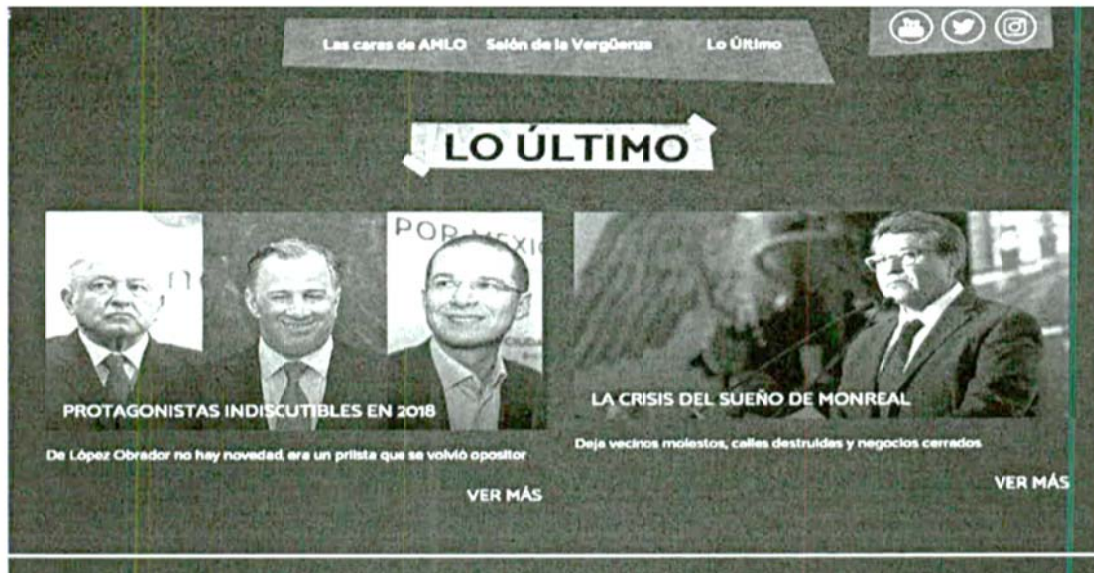 Las caras de AMLO Salón de la Vergüenza Lo Último
LO ÚLTIMO
POR MÉXICO
PROTAGONISTAS INDISCUTIBLES EN 2018
De López Obrador no hay novedad, era un priista que se volvió opositor
VER MÁS
LA CRISIS DEL SUEÑO DE MONREAL
Deja vecinos molestos, calles destruidas y negocios cerrados
VER MÁS